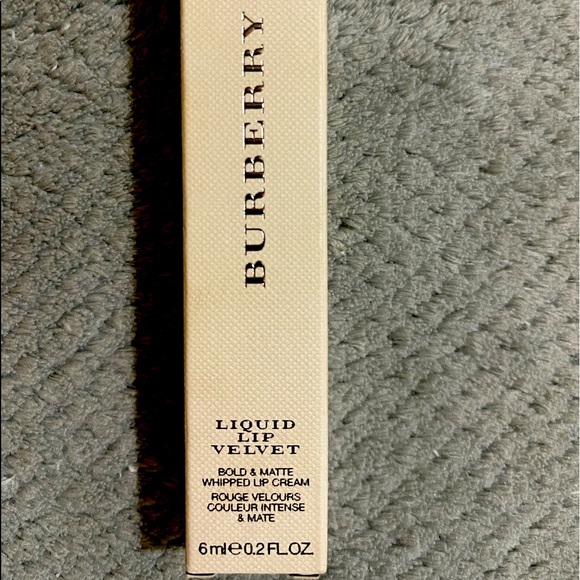 BURBERRY
LIQUID
LIP
VELVET
BOLD & MATTE
WHIPPED LIP CREAM
ROUGE VELOURS
COULEUR INTENSE
& MATE
6 ml℮0.2 FL.OZ.